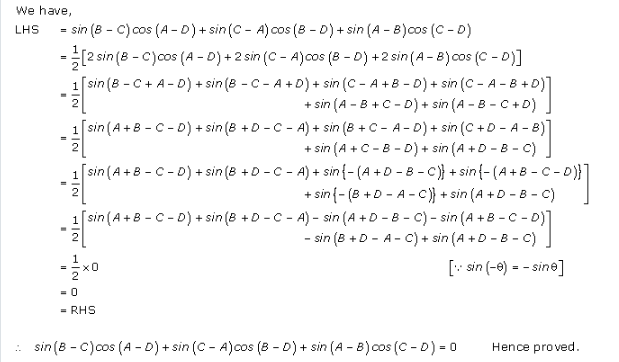 We have,
LHS = sin (B – C) cos (A – D) + sin (C – A) cos (B – D) + sin (A – B) cos (C – D)
= 1/2 [2 sin (B – C) cos (A – D) + 2 sin (C – A) cos (B – D) + 2 sin (A – B) cos (C – D)]
= 1/2 [sin (B – C + A – D) + sin (B – C – A + D) + sin (C – A + B – D) + sin (C – A – B + D)
+ sin (A – B + C – D) + sin (A – B – C + D)]
= 1/2 [sin (A + B – C – D) + sin (B + D – C – A) + sin (B + C – A – D) + sin (C + D – A – B)
+ sin (A + C – B – D) + sin (A + D – B – C)]
= 1/2 [sin (A + B – C – D) + sin (B + D – C – A) + sin {– (A + D – B – C)} + sin {– (A + B – C – D)}
+ sin {– (B + D – A – C)} + sin (A + D – B – C)]
= 1/2 [sin (A + B – C – D) + sin (B + D – C – A) – sin (A + D – B – C) – sin (A + B – C – D)
– sin (B + D – A – C) + sin (A + D – B – C)]
= 1/2 × 0 [∵ sin (–θ) = – sin θ]
= 0
= RHS
∴ sin (B – C) cos (A – D) + sin (C – A) cos (B – D) + sin (A – B) cos (C – D) = 0 Hence proved.